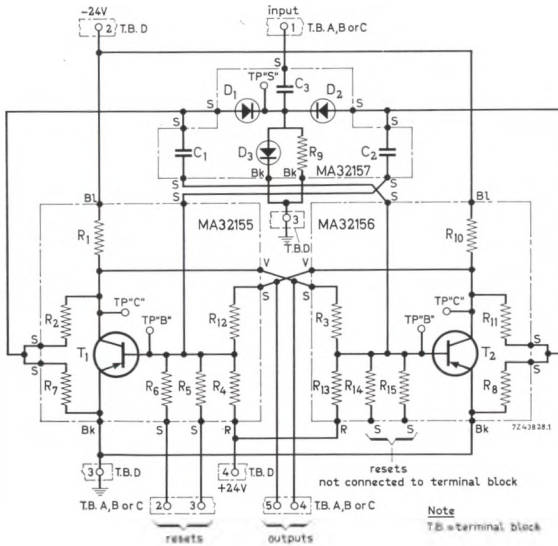 -24V
input
2 T.B. D
1 T.B. A, B or C
S
TP"S"
D1
C3
D2
S
S
S
S
C1
D3
R9
C2
Bk
Bk
MA32157
S
S
S
S
3
T.B. D
Bl
MA32155
MA32156
Bl
R1
R10
V
V
S
S
TP"C"
TP"C"
R2
R12
R3
R11
TP"B"
TP"B"
S
S
T1
T2
S
S
R7
R6
R5
R4
R13
R14
R15
R8
7Z43828.1
Bk
S
S
R
R
S
S
Bk
3 T.B. D
4 T.B. D
+24V
resets
not connected to terminal block
T.B. A, B or C
2
3
5
4
T.B. A, B or C
resets
outputs
Note
T.B. = terminal block